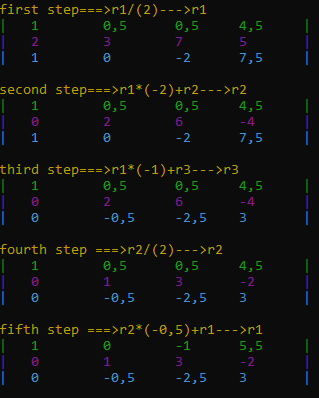 first step===>r1/(2)--->r1
| 1 0,5 0,5 4,5 |
| 2 3 7 5 |
| 1 0 -2 7,5 |
second step===>r1*(-2)+r2--->r2
| 1 0,5 0,5 4,5 |
| 0 2 6 -4 |
| 1 0 -2 7,5 |
third step===>r1*(-1)+r3--->r3
| 1 0,5 0,5 4,5 |
| 0 2 6 -4 |
| 0 -0,5 -2,5 3 |
fourth step ===>r2/(2)--->r2
| 1 0,5 0,5 4,5 |
| 0 1 3 -2 |
| 0 -0,5 -2,5 3 |
fifth step ===>r2*(-0,5)+r1--->r1
| 1 0 -1 5,5 |
| 0 1 3 -2 |
| 0 -0,5 -2,5 3 |